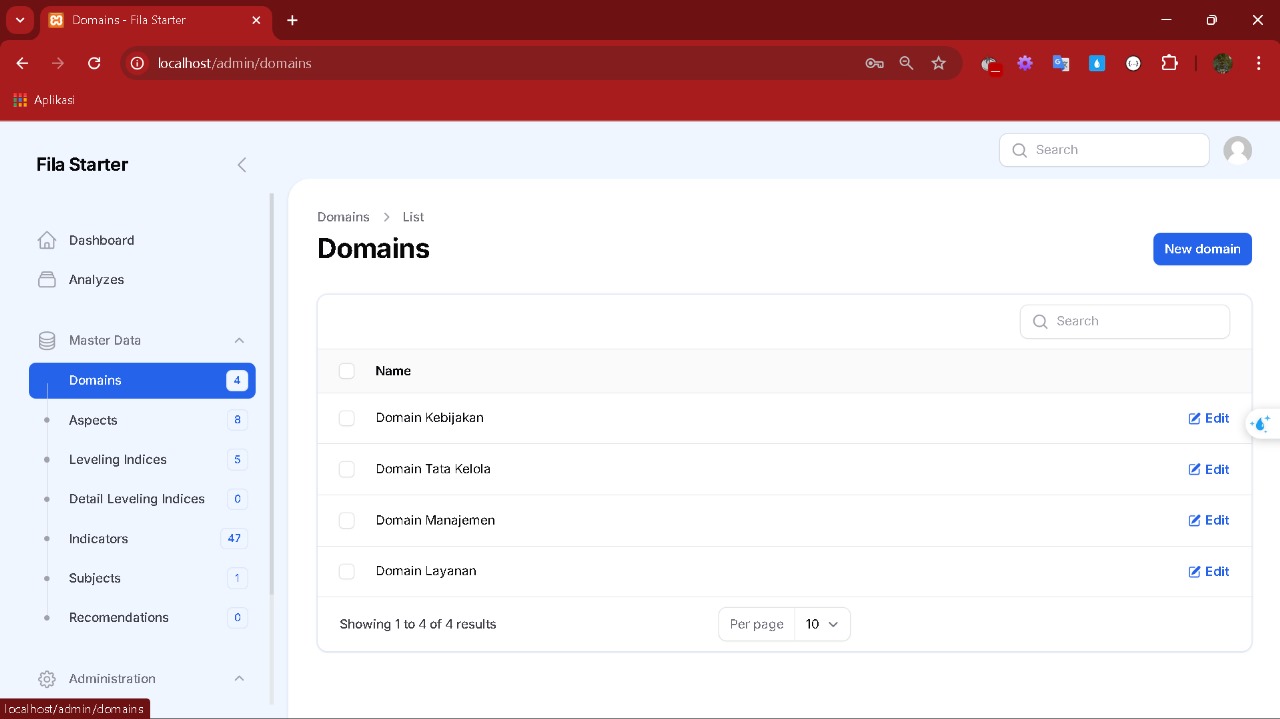 Domains - Fila Starter
localhost/admin/domains
Aplikasi
Fila Starter
Search
Dashboard
Analyzes
Master Data
Domains 4
Aspects 8
Leveling Indices 5
Detail Leveling Indices 0
Indicators 47
Subjects 1
Recomendations 0
Administration
Domains > List
Domains
New domain
Search
Name
Domain Kebijakan Edit
Domain Tata Kelola Edit
Domain Manajemen Edit
Domain Layanan Edit
Showing 1 to 4 of 4 results Per page 10
localhost/admin/domains